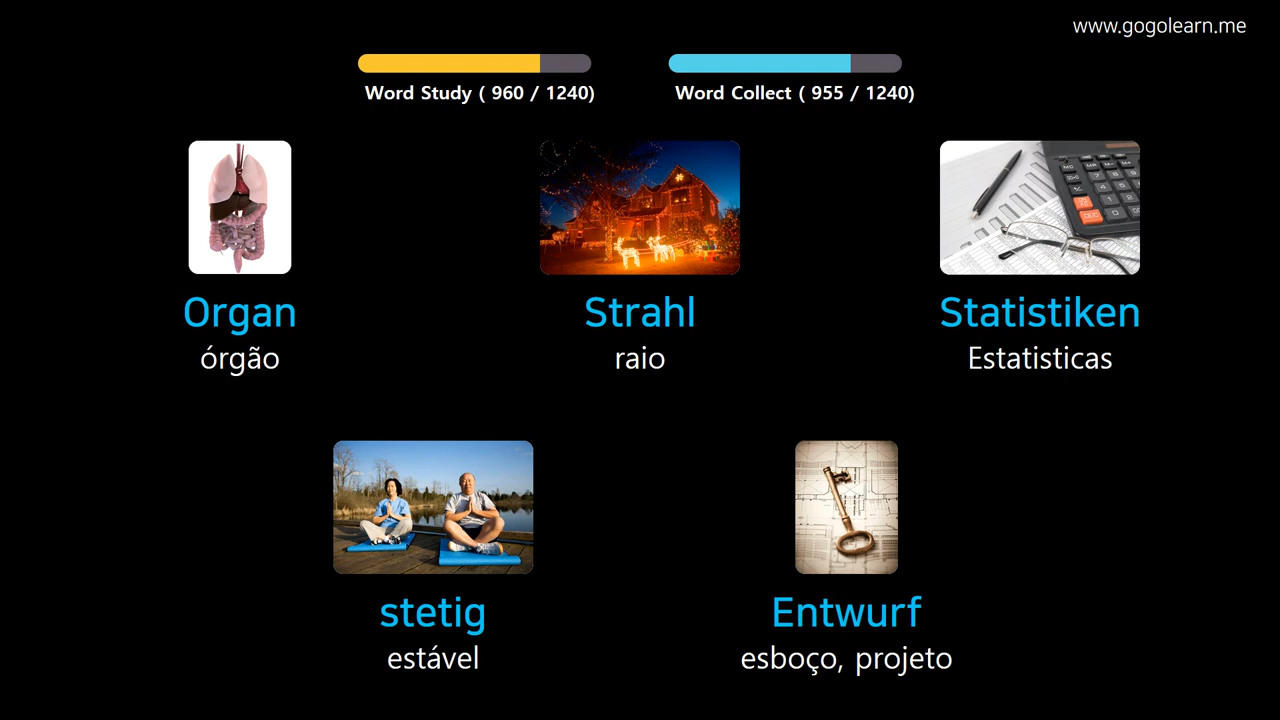 www.gogolearn.me
Word Study ( 960 / 1240)
Word Collect ( 955 / 1240)
Organ
órgão
Strahl
raio
Statistiken
Estatisticas
stetig
estável
Entwurf
esboço, projeto